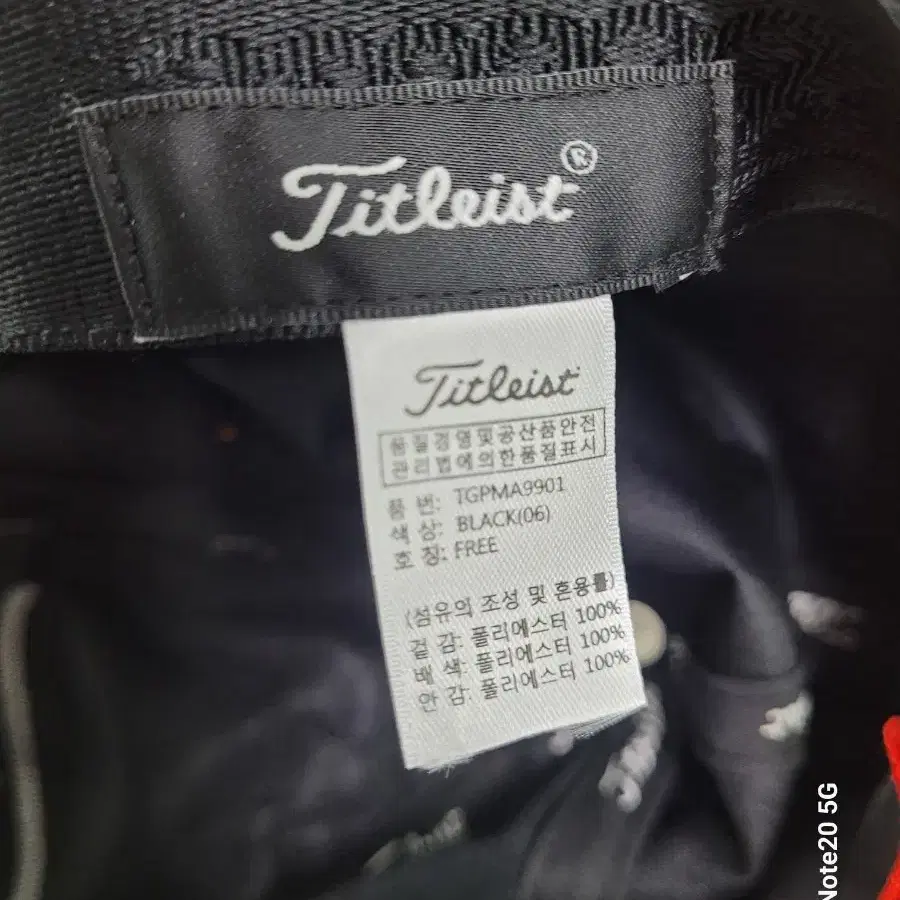 Titleist®
Titleist
품질경영및공산품안전
관리법에의한품질표시
품 번: TGPMA9901
색 상: BLACK(06)
호 칭: FREE
(섬유의 조성 및 혼용률)
겉 감: 폴리에스터 100%
배 색: 폴리에스터 100%
안 감: 폴리에스터 100%
Note20 5G